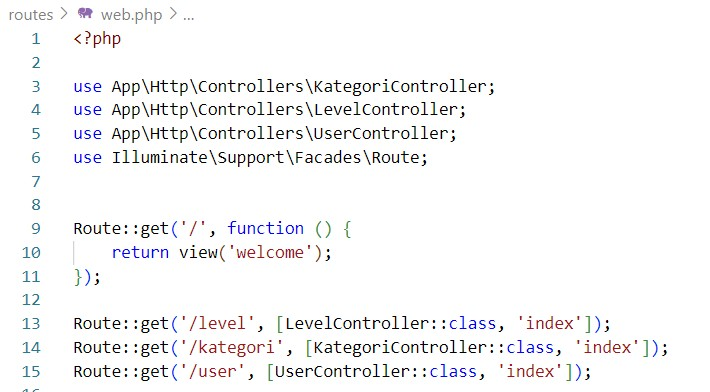 routes > web.php > ...
1 <?php
2
3 use App\Http\Controllers\KategoriController;
4 use App\Http\Controllers\LevelController;
5 use App\Http\Controllers\UserController;
6 use Illuminate\Support\Facades\Route;
7
8
9 Route::get('/', function () {
10     return view('welcome');
11 });
12
13 Route::get('/level', [LevelController::class, 'index']);
14 Route::get('/kategori', [KategoriController::class, 'index']);
15 Route::get('/user', [UserController::class, 'index']);